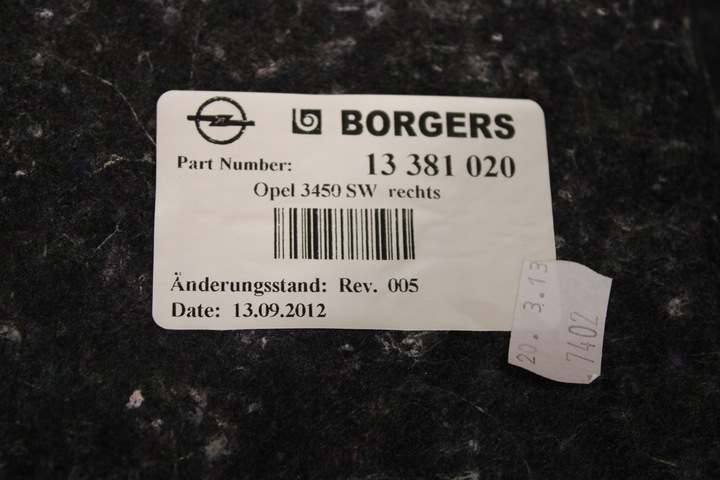 BORGERS
Part Number: 13 381 020
Opel 3450 SW rechts
Änderungsstand: Rev. 005
Date: 13.09.2012
20. 3.13
7402